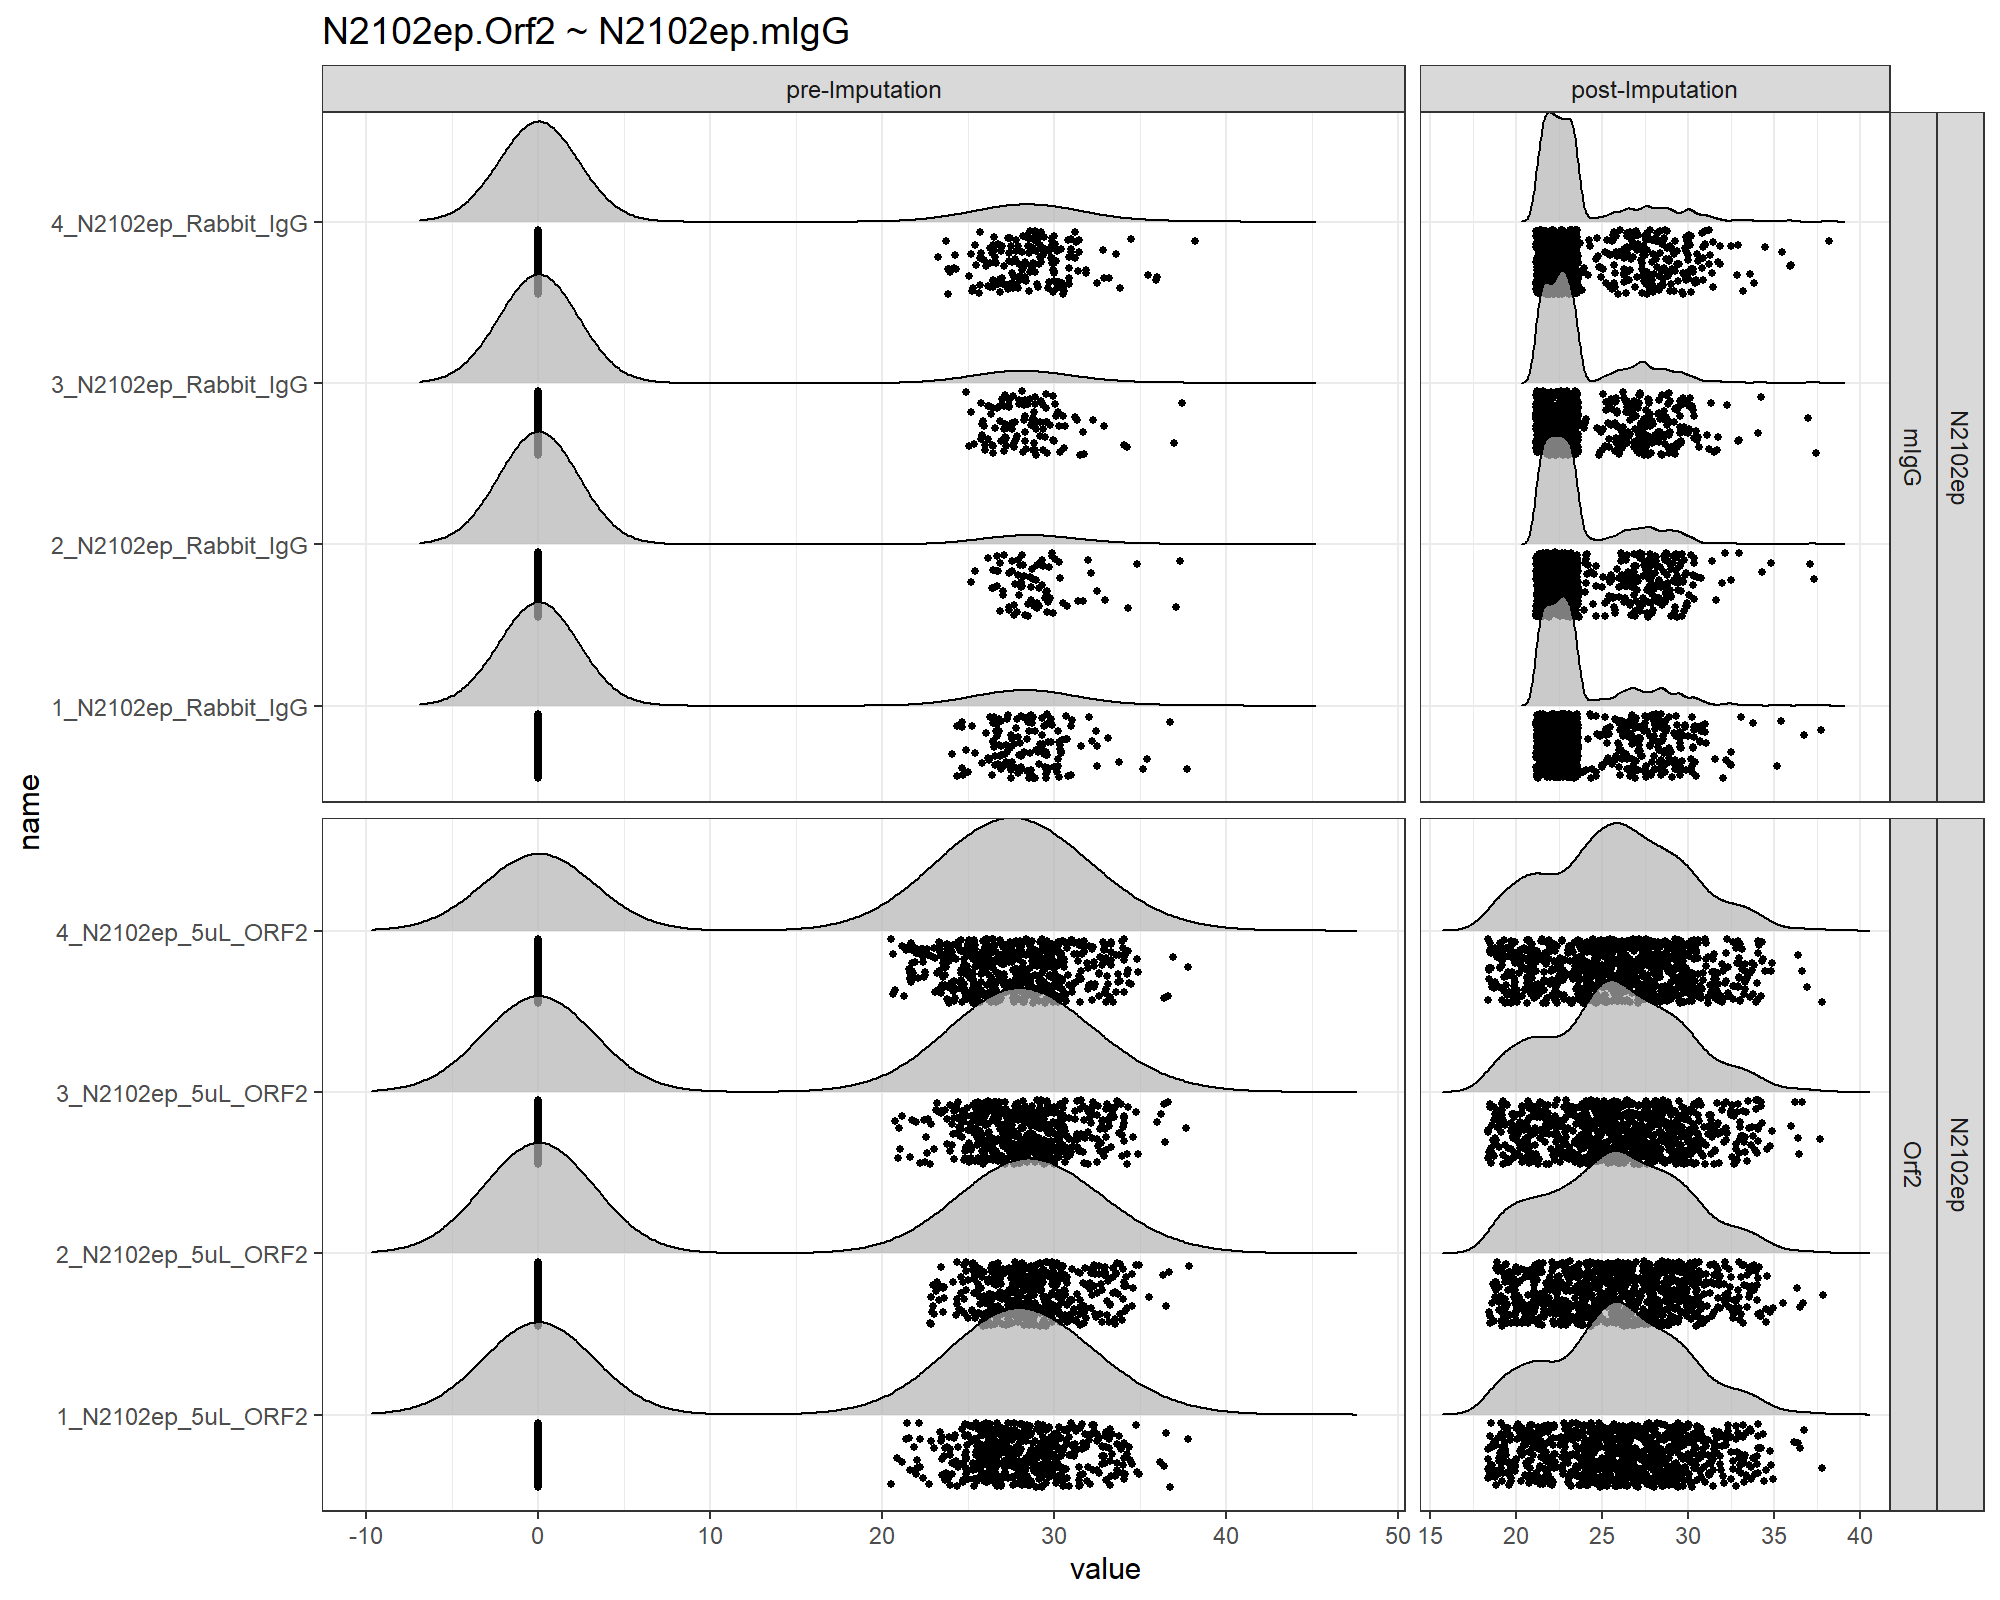 N2102ep.Orf2 ~ N2102ep.mIgG
pre-Imputation
post-Imputation
4_N2102ep_Rabbit_IgG
3_N2102ep_Rabbit_IgG
2_N2102ep_Rabbit_IgG
1_N2102ep_Rabbit_IgG
mIgG
N2102ep
name
4_N2102ep_5uL_ORF2
3_N2102ep_5uL_ORF2
2_N2102ep_5uL_ORF2
1_N2102ep_5uL_ORF2
Orf2
N2102ep
-10 0 10 20 30 40 50 15 20 25 30 35 40
value